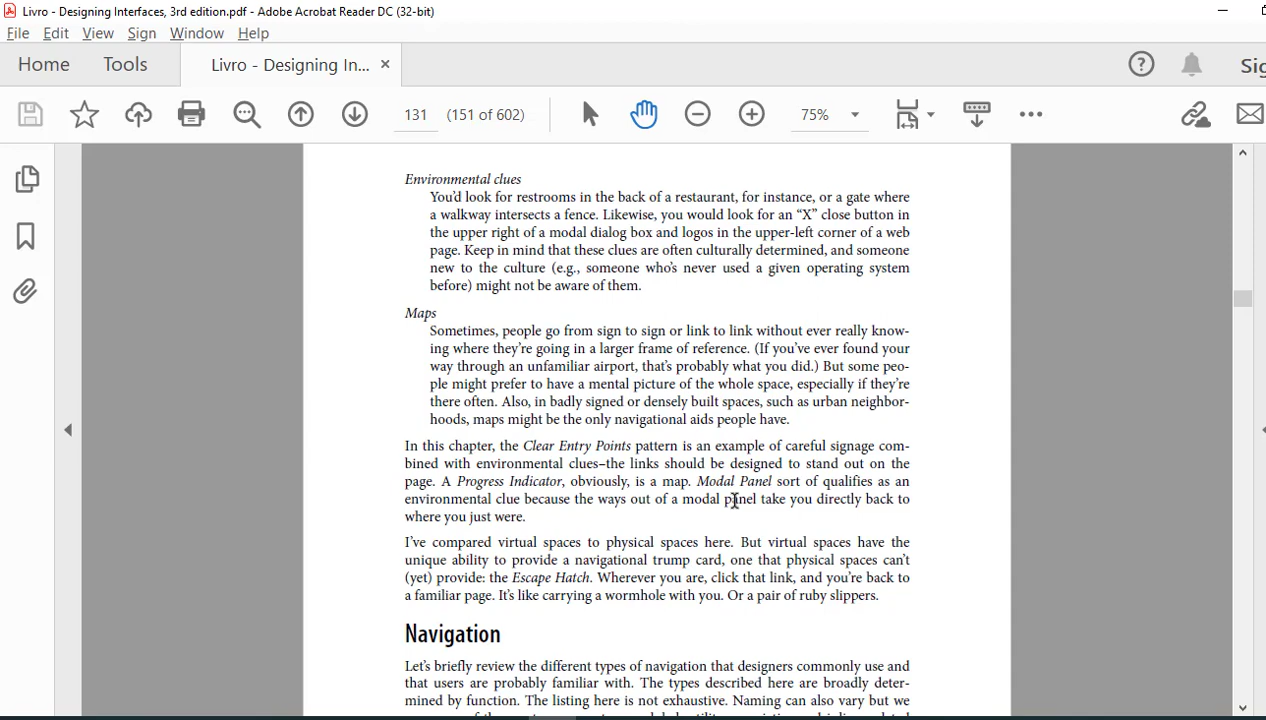 Livro - Designing Interfaces, 3rd edition.pdf - Adobe Acrobat Reader DC (32-bit)
File Edit View Sign Window Help
Home Tools Livro - Designing In... ×
131 (151 of 602) 75%
Environmental clues
You'd look for restrooms in the back of a restaurant, for instance, or a gate where
a walkway intersects a fence. Likewise, you would look for an “X” close button in
the upper right of a modal dialog box and logos in the upper-left corner of a web
page. Keep in mind that these clues are often culturally determined, and someone
new to the culture (e.g., someone who's never used a given operating system
before) might not be aware of them.
Maps
Sometimes, people go from sign to sign or link to link without ever really know-
ing where they're going in a larger frame of reference. (If you've ever found your
way through an unfamiliar airport, that's probably what you did.) But some peo-
ple might prefer to have a mental picture of the whole space, especially if they're
there often. Also, in badly signed or densely built spaces, such as urban neighbor-
hoods, maps might be the only navigational aids people have.
In this chapter, the Clear Entry Points pattern is an example of careful signage com-
bined with environmental clues–the links should be designed to stand out on the
page. A Progress Indicator, obviously, is a map. Modal Panel sort of qualifies as an
environmental clue because the ways out of a modal panel take you directly back to
where you just were.
I've compared virtual spaces to physical spaces here. But virtual spaces have the
unique ability to provide a navigational trump card, one that physical spaces can't
(yet) provide: the Escape Hatch. Wherever you are, click that link, and you're back to
a familiar page. It's like carrying a wormhole with you. Or a pair of ruby slippers.
Navigation
Let's briefly review the different types of navigation that designers commonly use and
that users are probably familiar with. The types described here are broadly deter-
mined by function. The listing here is not exhaustive. Naming can also vary but we